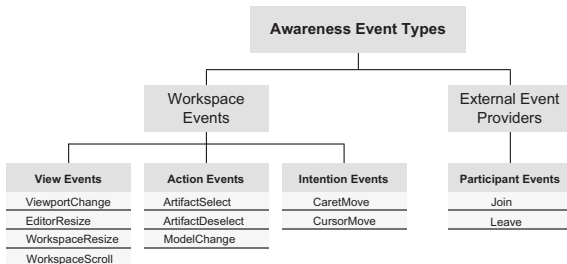 Awareness Event Types
Workspace
Events
External Event
Providers
View Events
ViewportChange
EditorResize
WorkspaceResize
WorkspaceScroll
Action Events
ArtifactSelect
ArtifactDeselect
ModelChange
Intention Events
CaretMove
CursorMove
Participant Events
Join
Leave